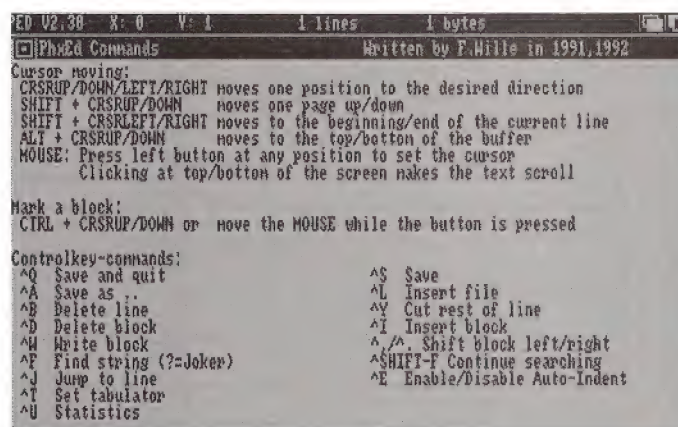 PED V2.38 X: 0 Y: 1 1 lines 1 bytes
PhxEd Commands Written by F.Wille in 1991,1992
Cursor moving:
CRSRUP/DOWN/LEFT/RIGHT moves one position to the desired direction
SHIFT + CRSRUP/DOWN moves one page up/down
SHIFT + CRSRLEFT/RIGHT moves to the beginning/end of the current line
ALT + CRSRUP/DOWN moves to the top/bottom of the buffer
MOUSE: Press left button at any position to set the cursor
Clicking at top/bottom of the screen makes the text scroll
Mark a block:
CTRL + CRSRUP/DOWN or move the MOUSE while the button is pressed
Controlkey-commands:
^Q Save and quit ^S Save
^A Save as .. ^L Insert file
^B Delete line ^Y Cut rest of line
^D Delete block ^I Insert block
^W Write block ^,/^. Shift block left/right
^F Find string (?=Joker) ^SHIFT-F Continue searching
^J Jump to line ^E Enable/Disable Auto-Indent
^T Set tabulator
^U Statistics